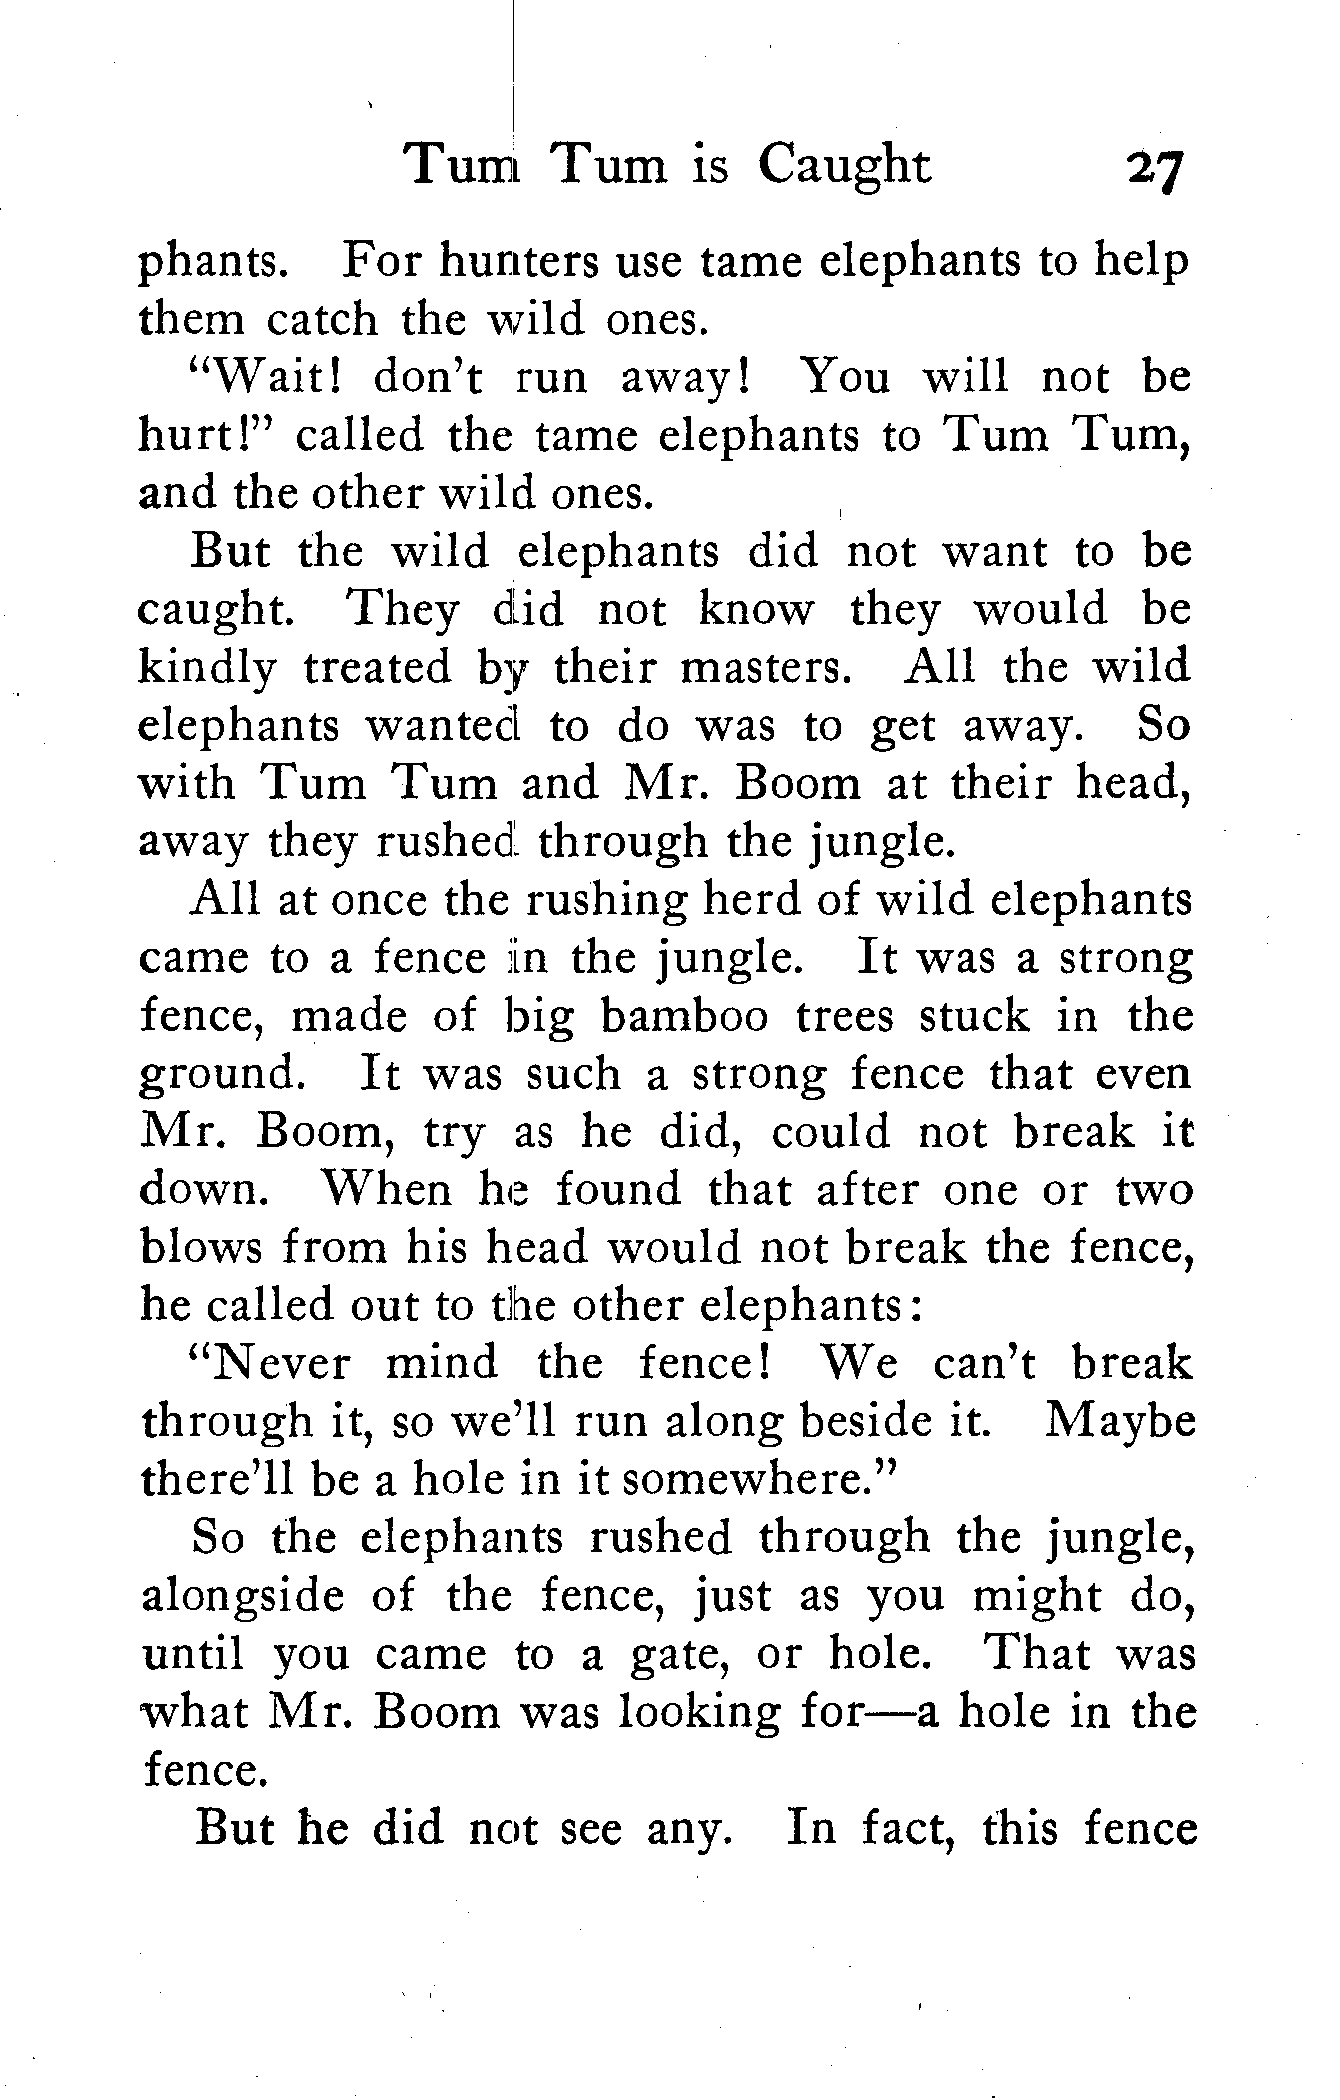 Tum Tum is Caught 27
phants. For hunters use tame elephants to help
them catch the wild ones.
“Wait! don’t run away! You will not be
hurt!” called the tame elephants to Tum Tum,
and the other wild ones.
But the wild elephants did not want to be
caught. They did not know they would be
kindly treated by their masters. All the wild
elephants wanted to do was to get away. So
with Tum Tum and Mr. Boom at their head,
away they rushed through the jungle.
All at once the rushing herd of wild elephants
came to a fence in the jungle. It was a strong
fence, made of big bamboo trees stuck in the
ground. It was such a strong fence that even
Mr. Boom, try as he did, could not break it
down. When he found that after one or two
blows from his head would not break the fence,
he called out to the other elephants:
“Never mind the fence! We can’t break
through it, so we’ll run along beside it. Maybe
there’ll be a hole in it somewhere.”
So the elephants rushed through the jungle,
alongside of the fence, just as you might do,
until you came to a gate, or hole. That was
what Mr. Boom was looking for—a hole in the
fence.
But he did not see any. In fact, this fence